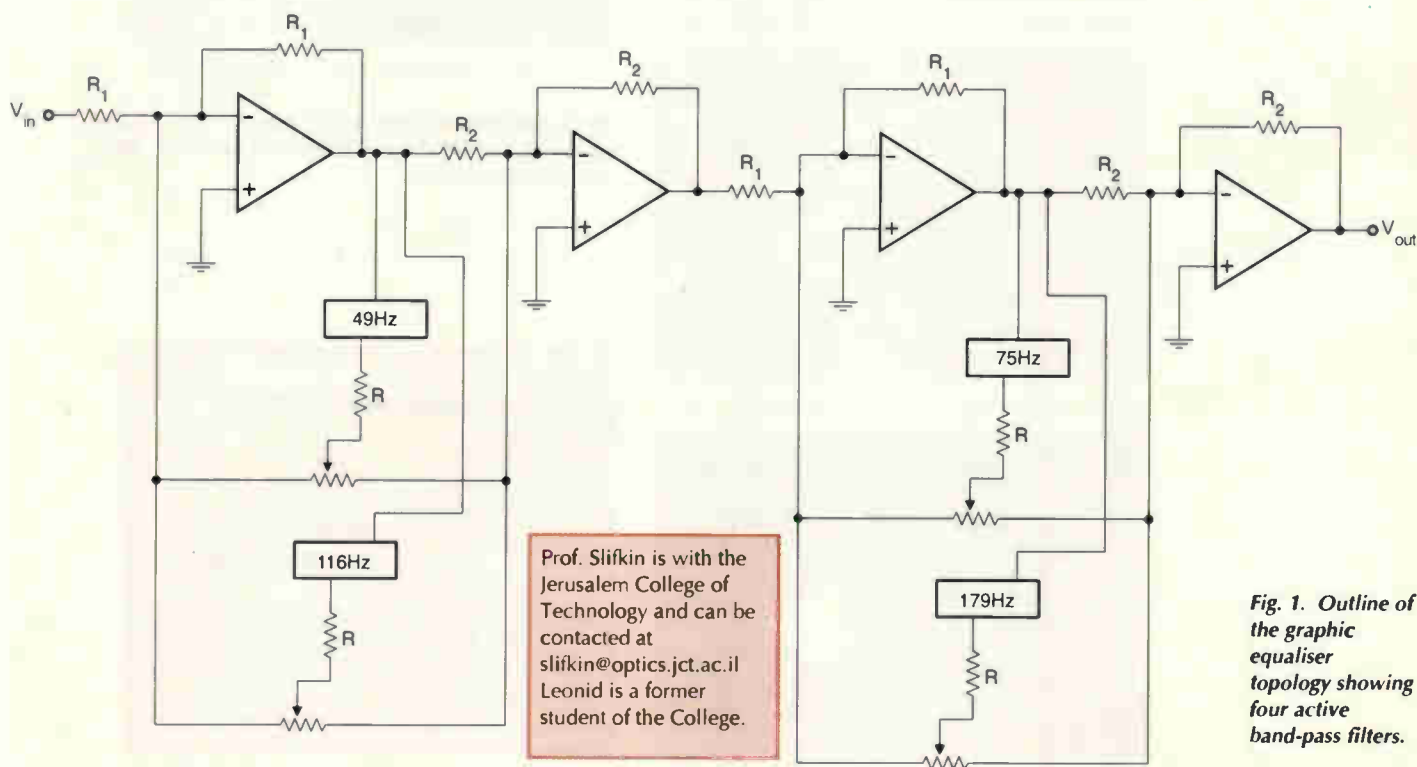 R1
R1
Vin
R2
R2
R1
R1
R2
R2
Vout
-
+
-
+
-
+
-
+
49Hz
R
116Hz
R
75Hz
R
179Hz
R
Prof. Slifkin is with the
Jerusalem College of
Technology and can be
contacted at
slifkin@optics.jct.ac.il
Leonid is a former
student of the College.
Fig. 1. Outline of
the graphic
equaliser
topology showing
four active
band-pass filters.